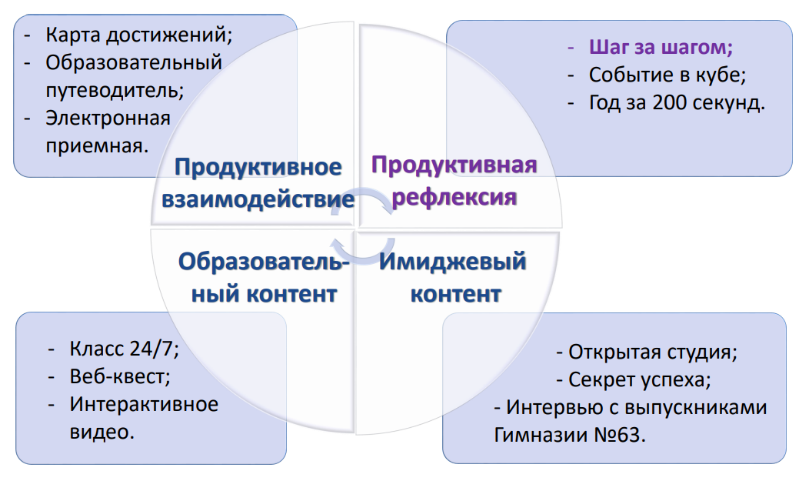 - Карта достижений;
- Образовательный
путеводитель;
- Электронная
приемная.
- Шаг за шагом;
- Событие в кубе;
- Год за 200 секунд.
Продуктивное
взаимодействие
Продуктивная
рефлексия
Образователь-
ный контент
Имиджевый
контент
- Класс 24/7;
- Веб-квест;
- Интерактивное
видео.
- Открытая студия;
- Секрет успеха;
- Интервью с выпускниками
Гимназии №63.